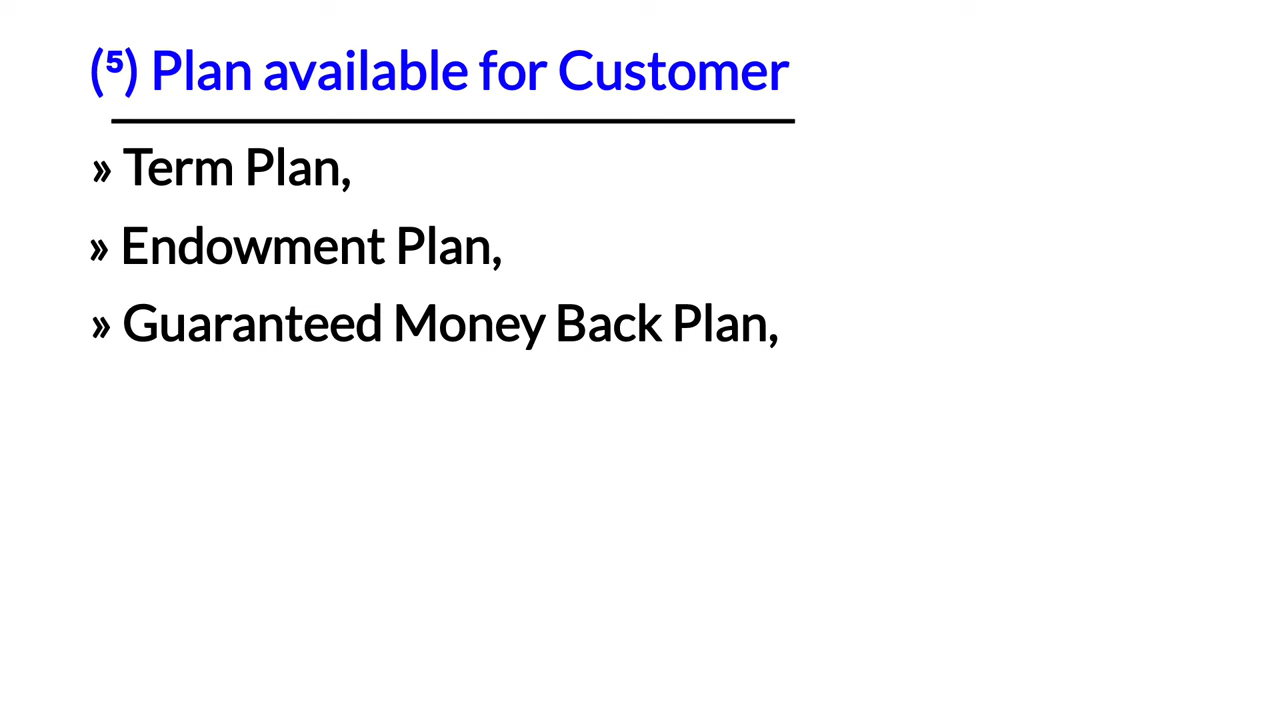 (⁵) Plan available for Customer
» Term Plan,
» Endowment Plan,
» Guaranteed Money Back Plan,